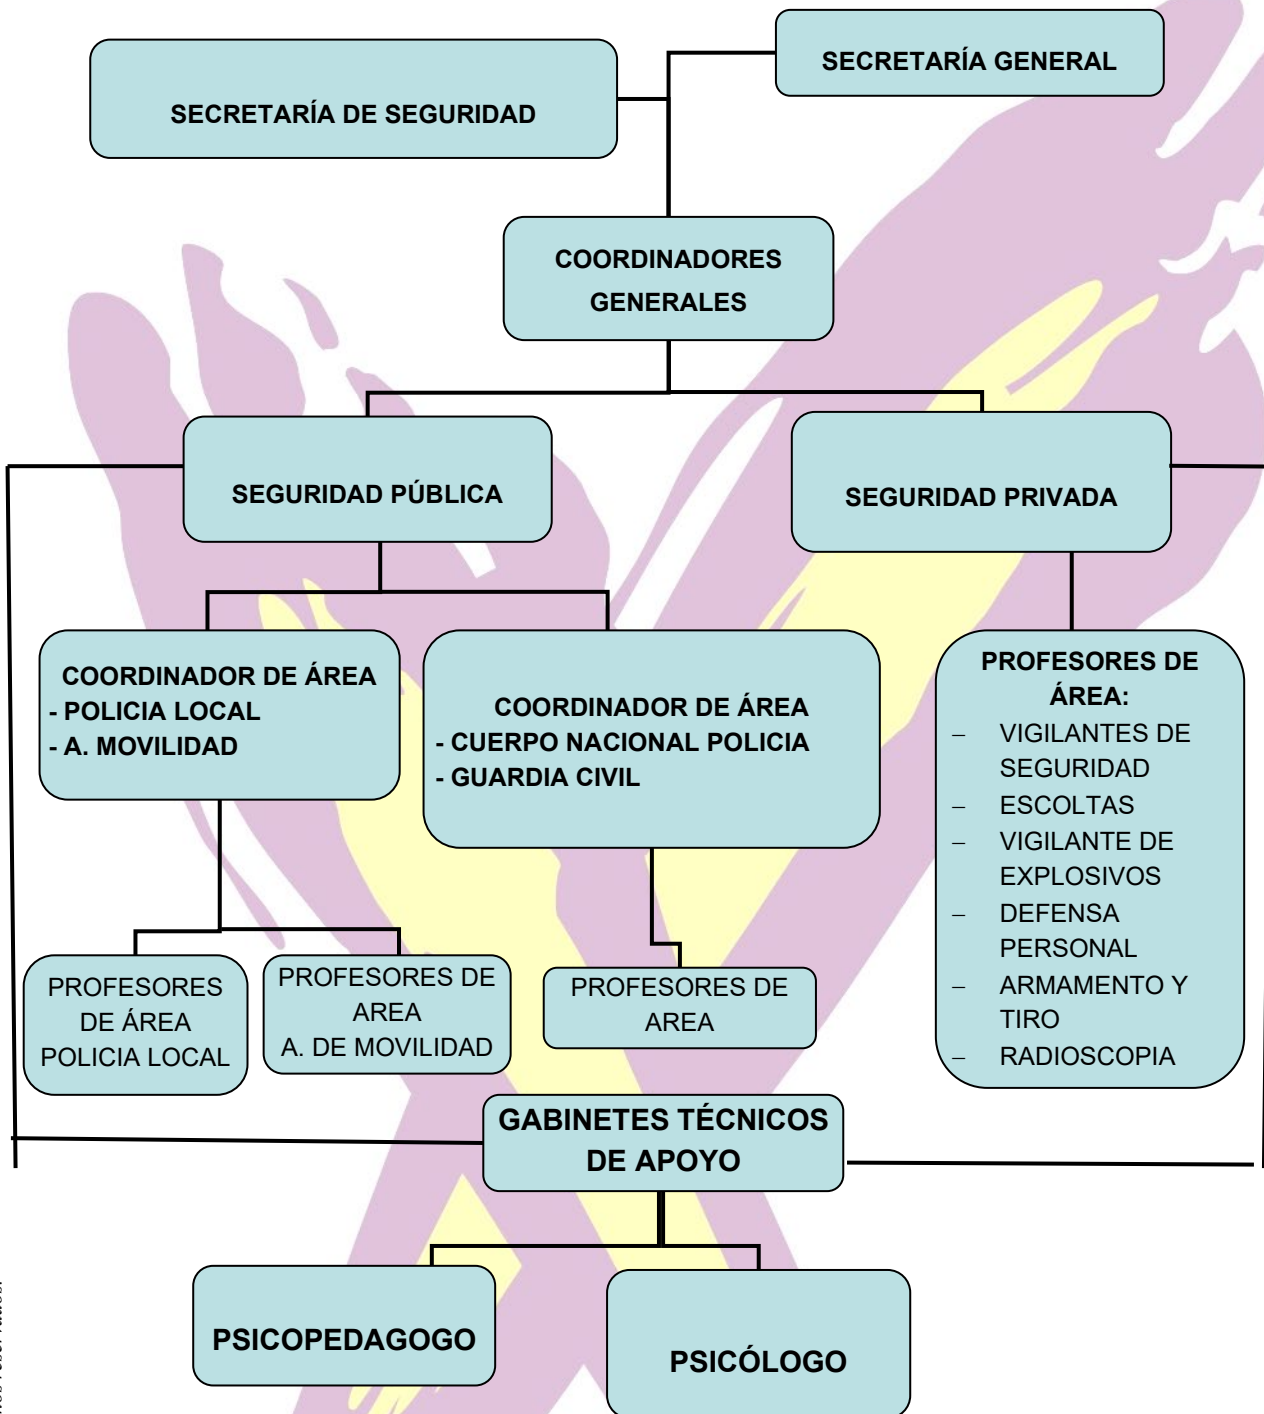 SECRETARÍA GENERAL
SECRETARÍA DE SEGURIDAD
COORDINADORES
GENERALES
SEGURIDAD PÚBLICA
SEGURIDAD PRIVADA
COORDINADOR DE ÁREA
- POLICIA LOCAL
- A. MOVILIDAD
COORDINADOR DE ÁREA
- CUERPO NACIONAL POLICIA
- GUARDIA CIVIL
PROFESORES DE
ÁREA:
– VIGILANTES DE
SEGURIDAD
– ESCOLTAS
– VIGILANTE DE
EXPLOSIVOS
– DEFENSA
PERSONAL
– ARMAMENTO Y
TIRO
– RADIOSCOPIA
PROFESORES
DE ÁREA
POLICIA LOCAL
PROFESORES DE
AREA
A. DE MOVILIDAD
PROFESORES DE
AREA
GABINETES TÉCNICOS
DE APOYO
PSICOPEDAGOGO
PSICÓLOGO